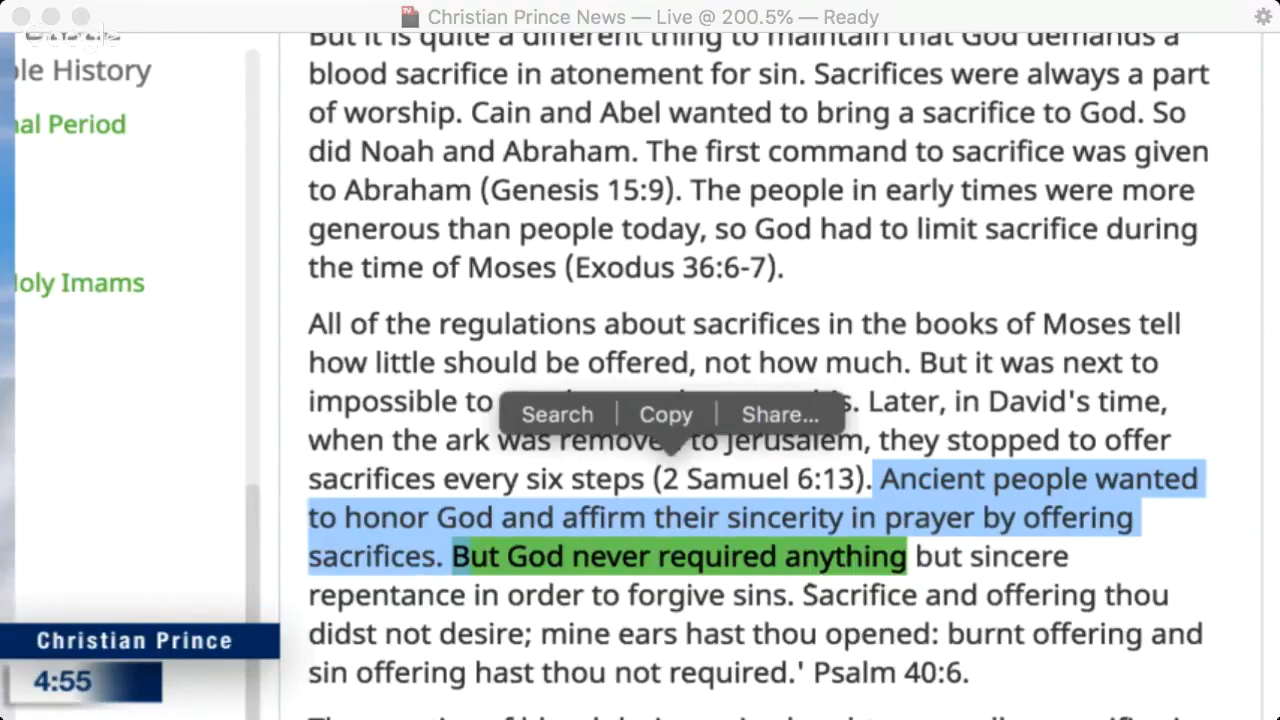 Christian Prince News — Live @ 200.5% — Ready
Google
But it is quite a different thing to maintain that God demands a
le History
blood sacrifice in atonement for sin. Sacrifices were always a part
of worship. Cain and Abel wanted to bring a sacrifice to God. So
nal Period
did Noah and Abraham. The first command to sacrifice was given
to Abraham (Genesis 15:9). The people in early times were more
generous than people today, so God had to limit sacrifice during
the time of Moses (Exodus 36:6-7).
Holy Imams
All of the regulations about sacrifices in the books of Moses tell
how little should be offered, not how much. But it was next to
impossible to
Search | Copy | Share...
s. Later, in David's time,
when the ark was removed to Jerusalem, they stopped to offer
sacrifices every six steps (2 Samuel 6:13). Ancient people wanted
to honor God and affirm their sincerity in prayer by offering
sacrifices. But God never required anything but sincere
repentance in order to forgive sins. 'Sacrifice and offering thou
didst not desire; mine ears hast thou opened: burnt offering and
sin offering hast thou not required.' Psalm 40:6.
Christian Prince
4:55